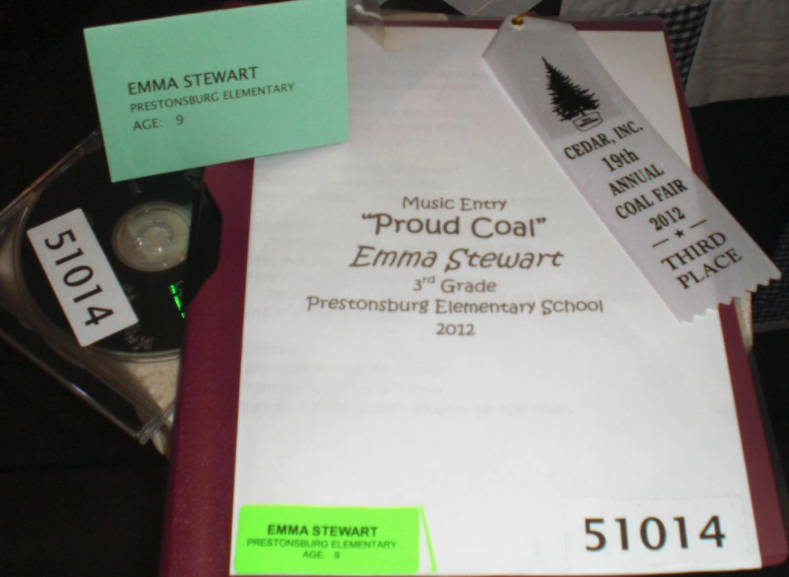 EMMA STEWART
PRESTONSBURG ELEMENTARY
AGE: 9
51014
Music Entry
"Proud Coal"
Emma Stewart
3rd Grade
Prestonsburg Elementary School
2012
CEDAR, INC.
19th
ANNUAL
COAL FAIR
2012
THIRD
PLACE
EMMA STEWART
PRESTONSBURG ELEMENTARY
AGE: 9
51014